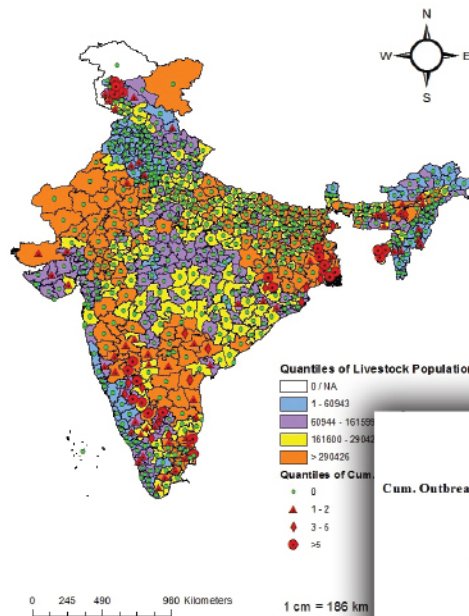 N
W E
S
Quantiles of Livestock Population
0 / NA
1 - 60943
60944 - 161599
161600 - 29042
> 290426
Quantiles of Cum.
0
1 - 2
3 - 5
>5
Cum. Outbrea
0 245 490 980 Kilometers
1 cm = 186 km